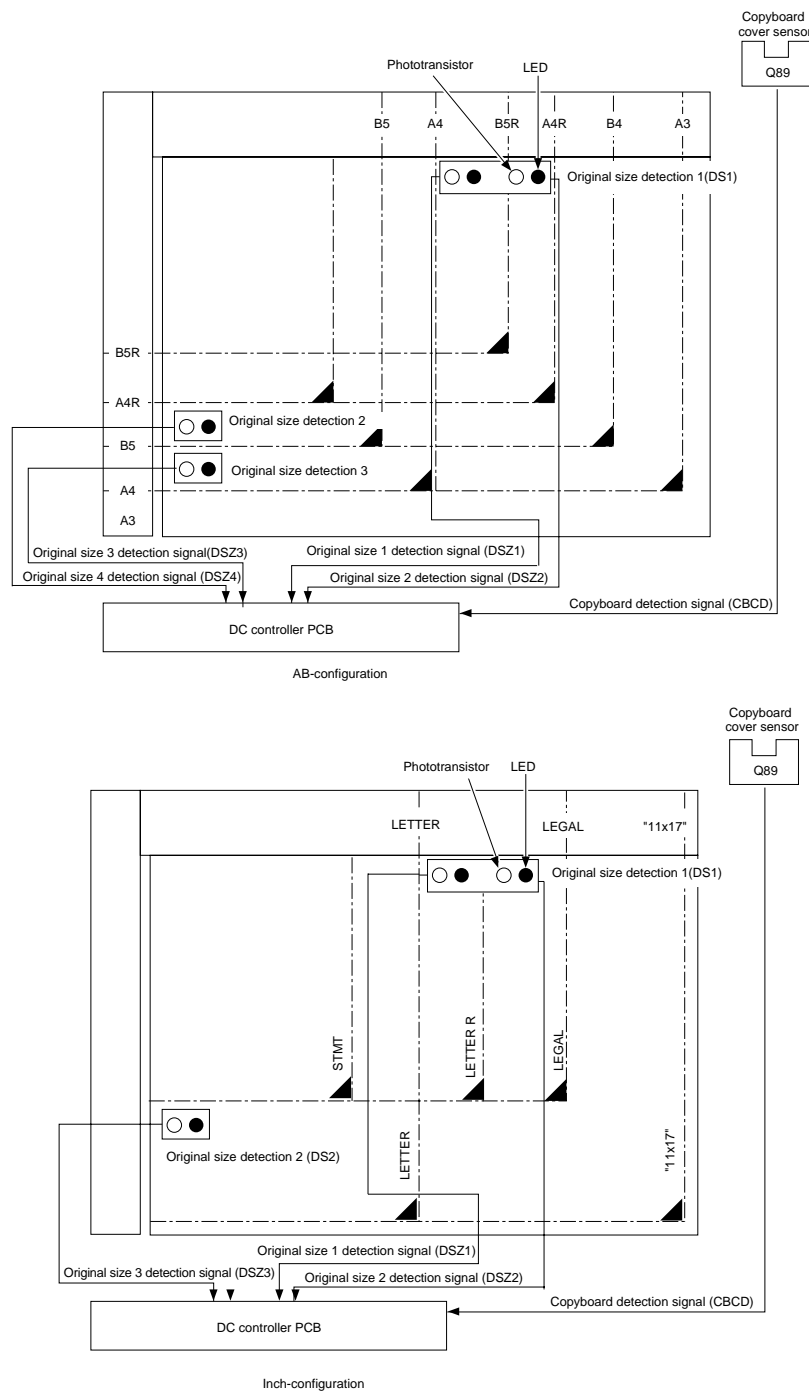 Copyboard
cover sensor
Q89
Phototransistor
LED
B5
A4
B5R
A4R
B4
A3
Original size detection 1(DS1)
B5R
A4R
Original size detection 2
B5
Original size detection 3
A4
A3
Original size 3 detection signal(DSZ3)
Original size 1 detection signal (DSZ1)
Original size 4 detection signal (DSZ4)
Original size 2 detection signal (DSZ2)
Copyboard detection signal (CBCD)
DC controller PCB
AB-configuration
Copyboard
cover sensor
Q89
Phototransistor
LED
LETTER
LEGAL
"11x17"
Original size detection 1(DS1)
STMT
LETTER R
LEGAL
Original size detection 2 (DS2)
LETTER
"11x17"
Original size 1 detection signal (DSZ1)
Original size 3 detection signal (DSZ3)
Original size 2 detection signal (DSZ2)
Copyboard detection signal (CBCD)
DC controller PCB
Inch-configuration